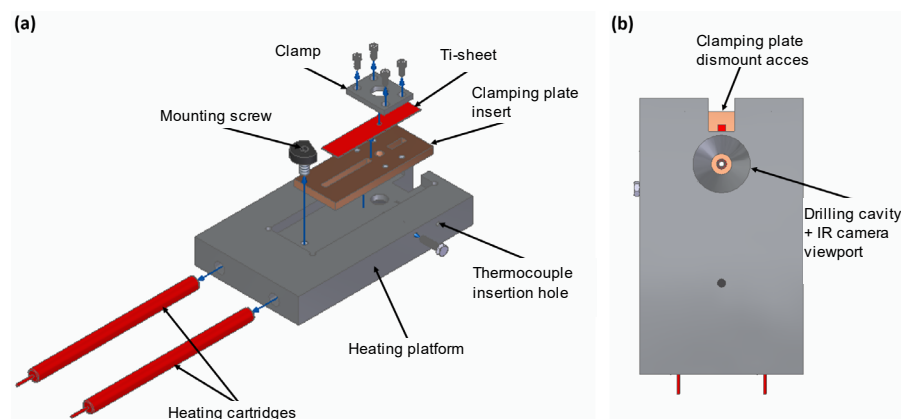 (a)
Clamp
Ti-sheet
Clamping plate
insert
Mounting screw
Thermocouple
insertion hole
Heating platform
Heating cartridges
(b)
Clamping plate
dismount acces
Drilling cavity
+ IR camera
viewport